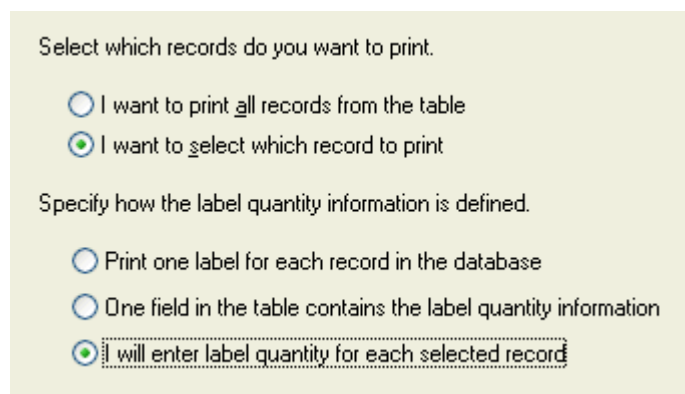 Select which records do you want to print.
I want to print all records from the table
I want to select which record to print
Specify how the label quantity information is defined.
Print one label for each record in the database
One field in the table contains the label quantity information
I will enter label quantity for each selected record